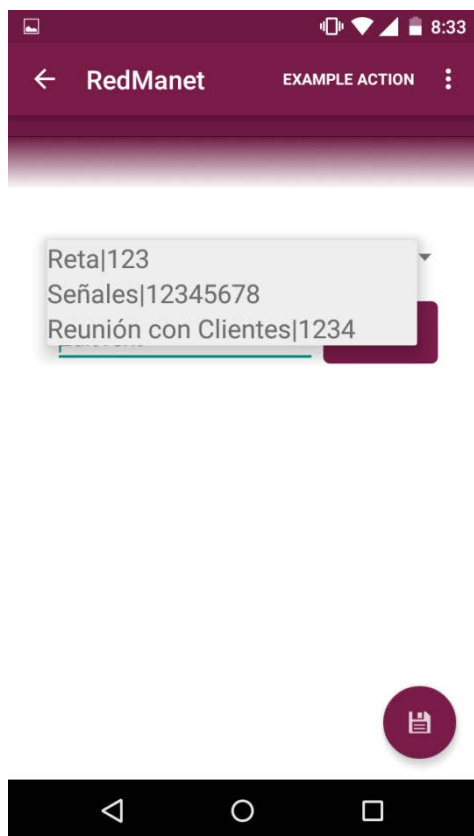 8:33
RedManet EXAMPLE ACTION
Reta|123
Señales|12345678
Reunión con Clientes|1234